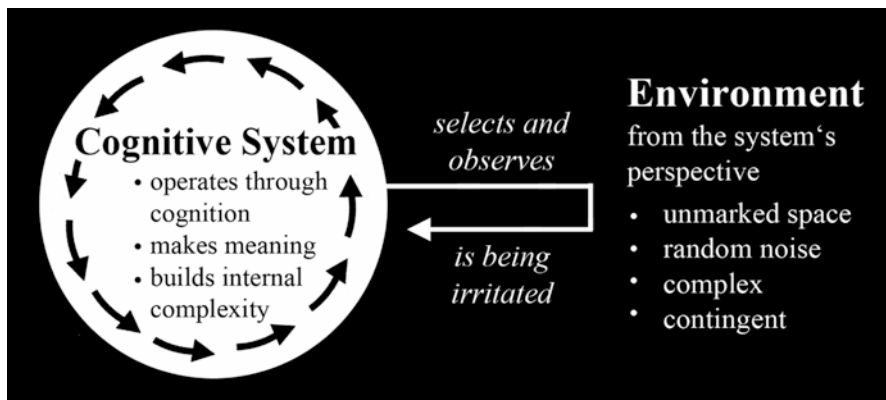 Cognitive System
• operates through
cognition
• makes meaning
• builds internal
complexity
selects and
observes
is being
irritated
Environment
from the system‘s
perspective
• unmarked space
• random noise
• complex
• contingent